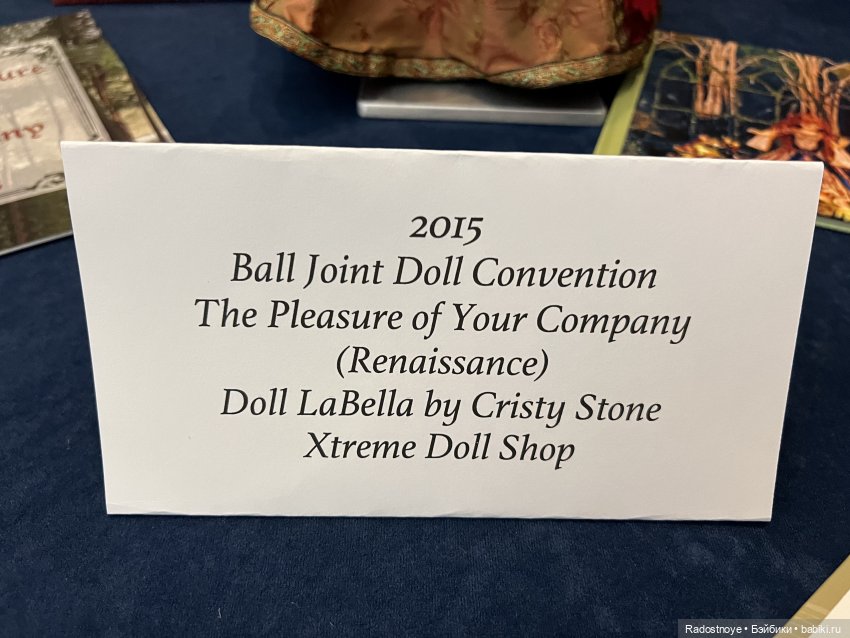 2015
Ball Joint Doll Convention
The Pleasure of Your Company
(Renaissance)
Doll LaBella by Cristy Stone
Xtreme Doll Shop
Radostnoye • Бэйбики • babiki.ru